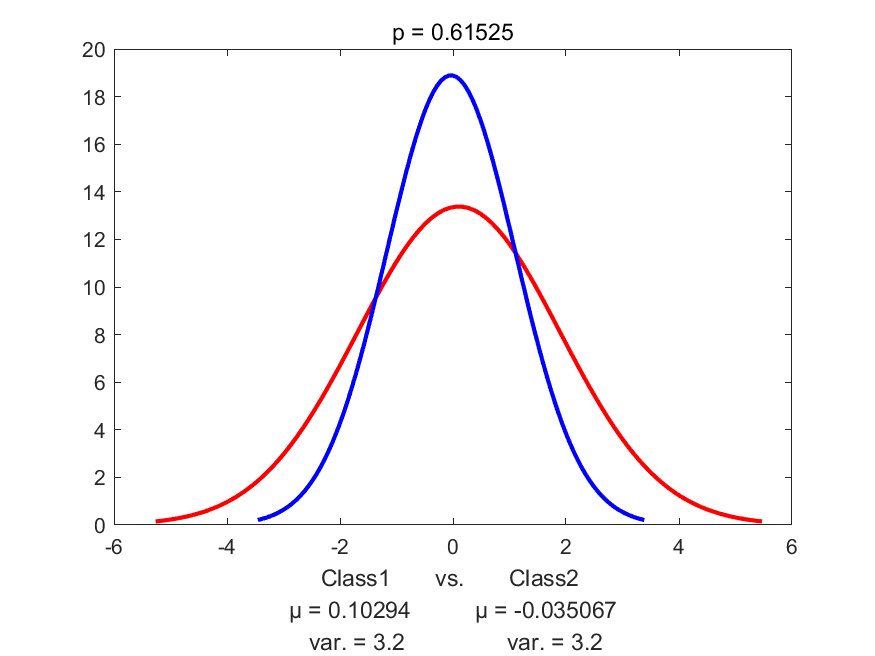 p = 0.61525
20
18
16
14
12
10
8
6
4
2
0
-6 -4 -2 0 2 4 6
Class1 vs. Class2
μ = 0.10294 μ = -0.035067
var. = 3.2 var. = 3.2